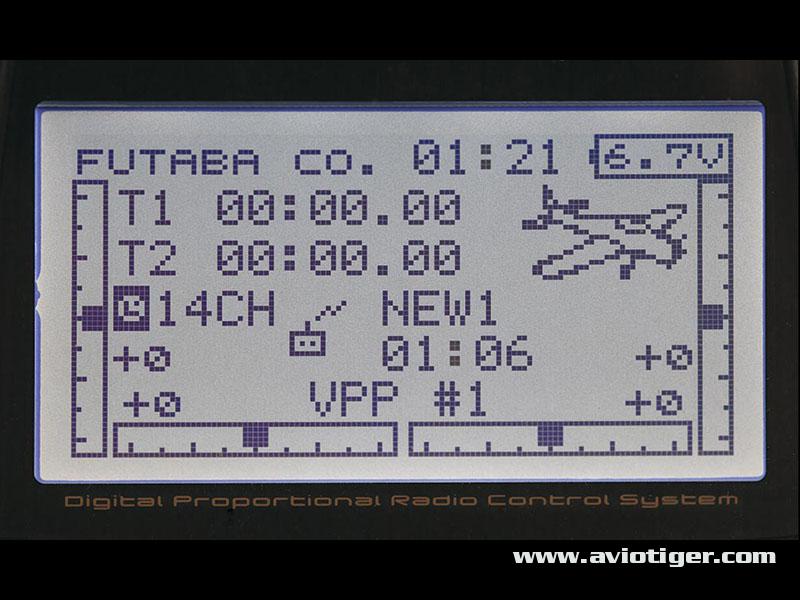 FUTABA CO. 01:21 6.7V
T1 00:00.00
T2 00:00.00
14CH NEW1
+0 01:06 +0
+0 VPP #1 +0
Digital Proportional Radio Control System
www.aviotiger.com